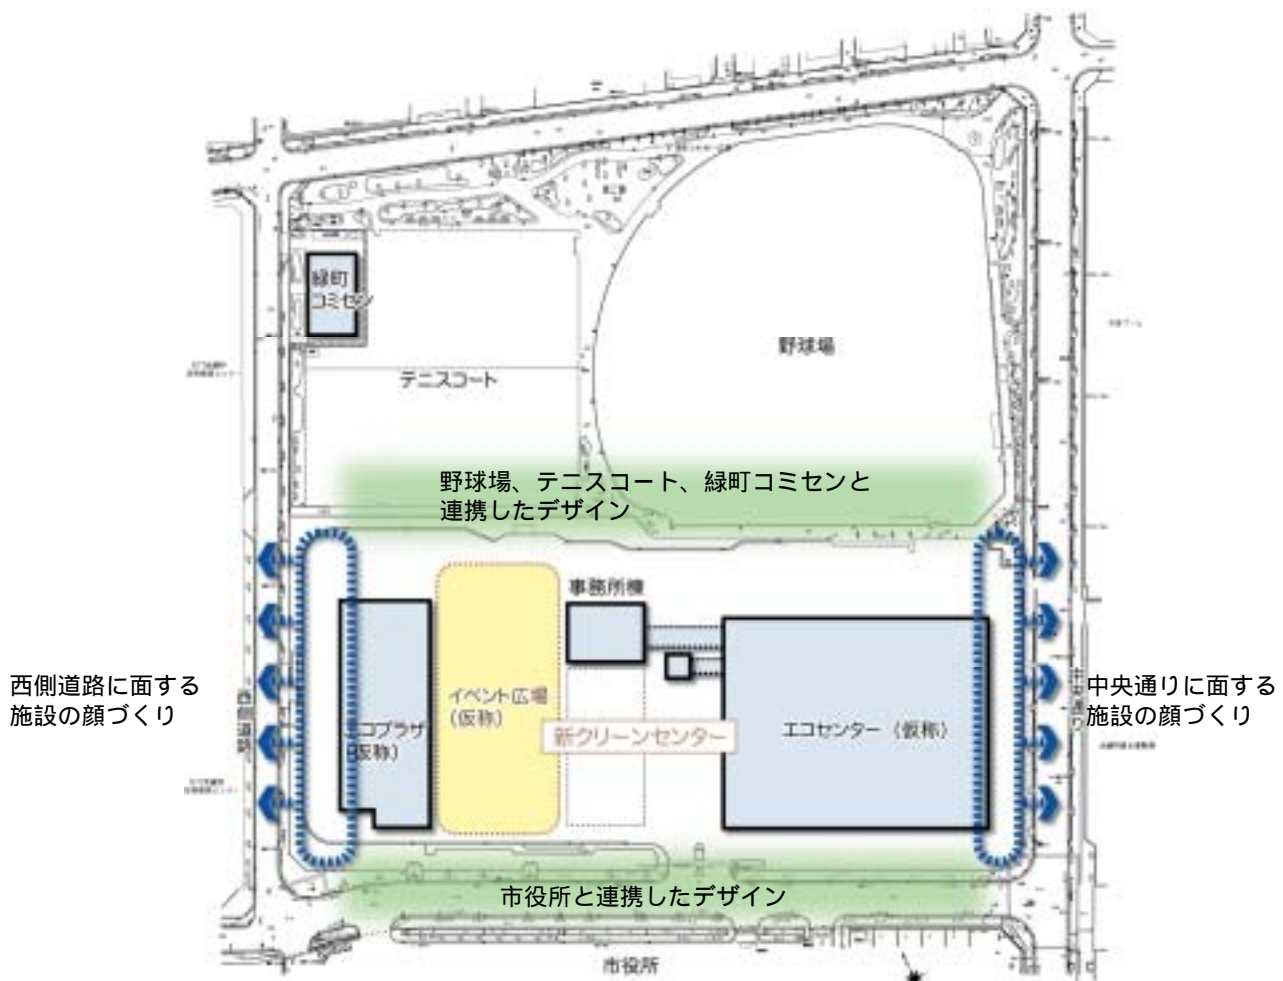 緑町
コミセン
テニスコート
野球場
野球場、テニスコート、緑町コミセンと
連携したデザイン
事務所棟
西側道路に面する
施設の顔づくり
西側道路
エコプラザ
(仮称)
イベント広場
(仮称)
新クリーンセンター
エコセンター(仮称)
中央通り
中央通りに面する
施設の顔づくり
市役所と連携したデザイン
市役所